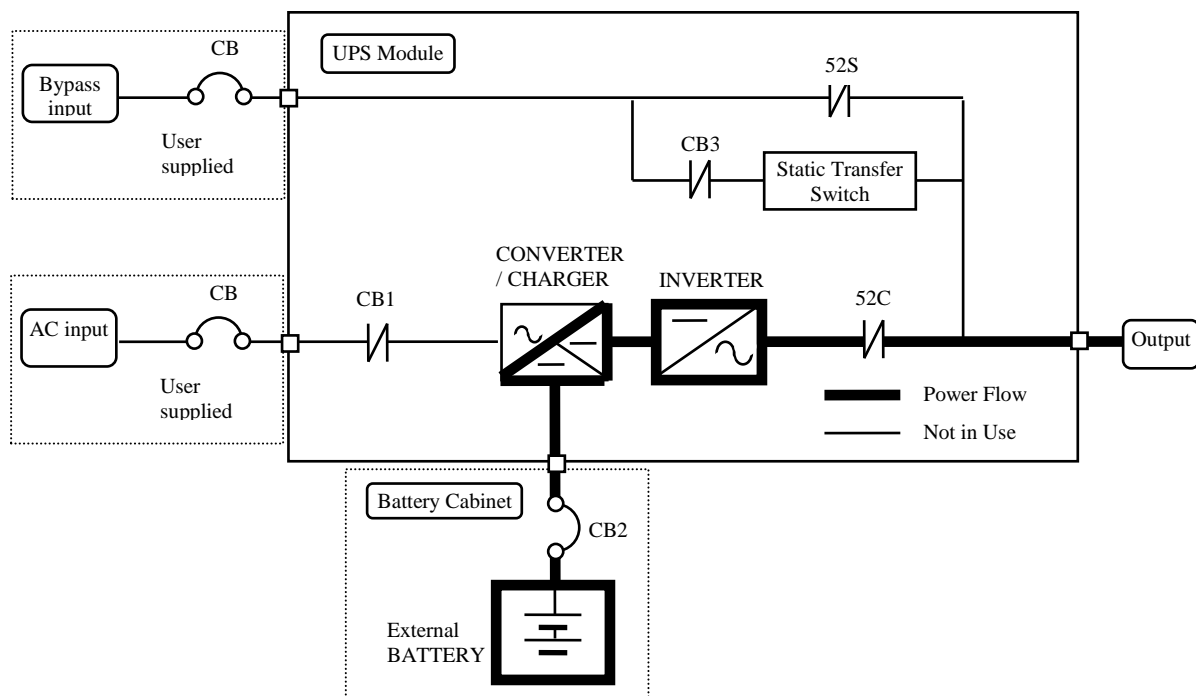 CB
UPS Module
Bypass
input
52S
User
supplied
CB3
Static Transfer
Switch
CONVERTER
/ CHARGER
INVERTER
CB
CB1
52C
AC input
Output
User
supplied
Power Flow
Not in Use
Battery Cabinet
CB2
External
BATTERY